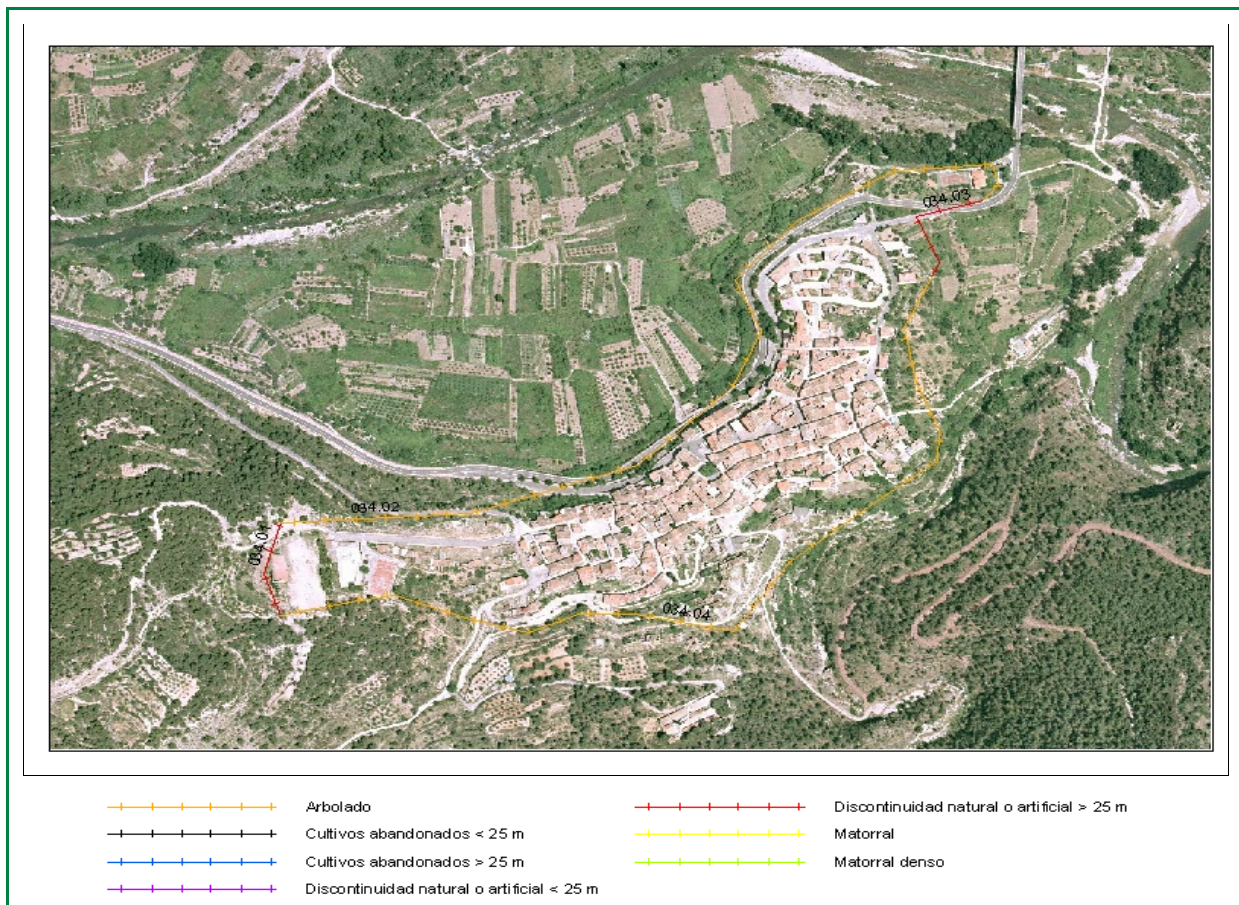 034.03
034.02
034.01
034.04
Arbolado
Cultivos abandonados < 25 m
Cultivos abandonados > 25 m
Discontinuidad natural o artificial < 25 m
Discontinuidad natural o artificial > 25 m
Matorral
Matorral denso